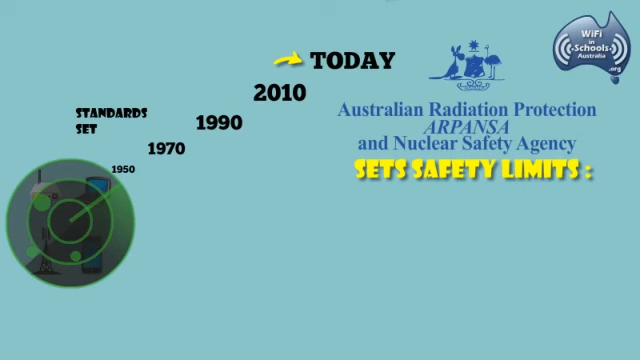 WiFi
in
Schools
Australia
.org
TODAY
2010
1990
1970
1950
STANDARDS
SET
Australian Radiation Protection
ARPANSA
and Nuclear Safety Agency
SETS SAFETY LIMITS :